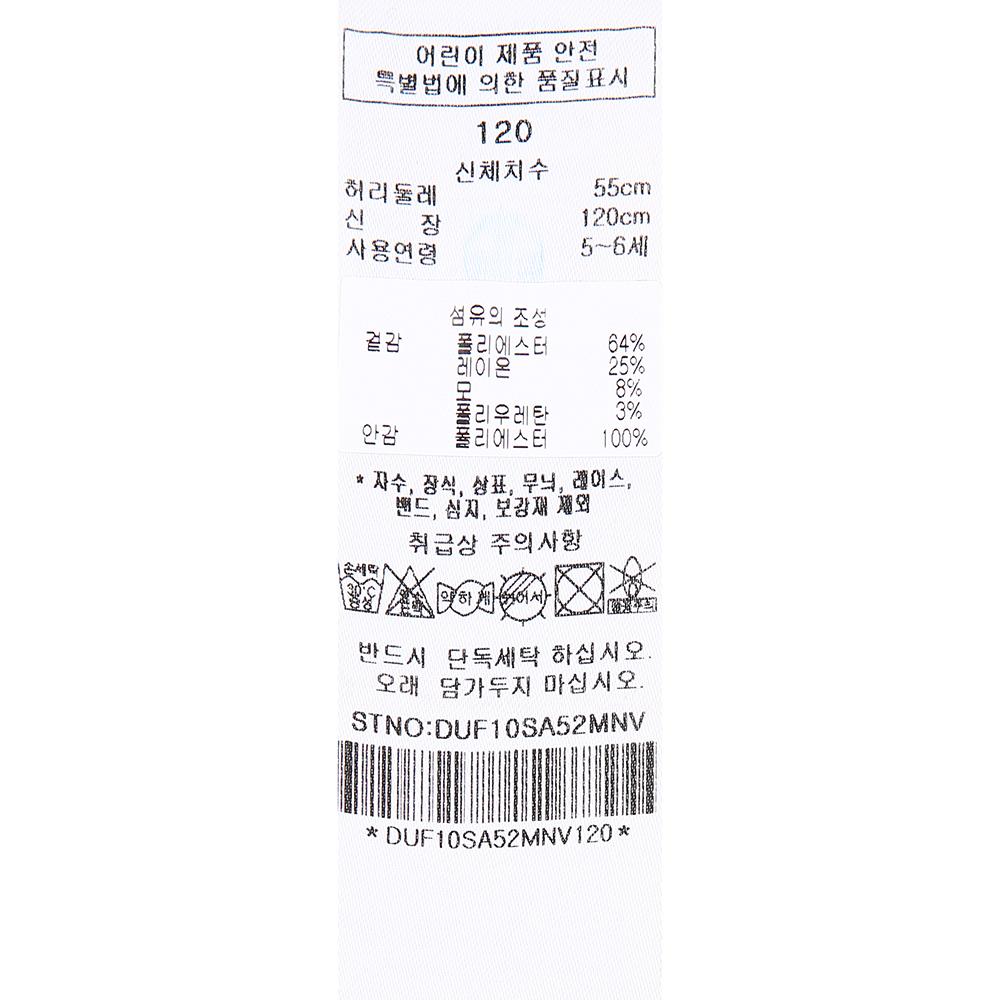 어린이 제품 안전
특별법에 의한 품질표시
120
신체치수
허리둘레 55cm
신 장 120cm
사용연령 5~6세
섬유의 조성
겉감 폴리에스터 64%
레이온 25%
모 8%
폴리우레탄 3%
안감 폴리에스터 100%
* 자수, 장식, 상표, 무늬, 레이스,
밴드, 심지, 보강재 제외
취급상 주의사항
손세탁
30℃
중성
약하게
반드시 단독세탁 하십시오.
오래 담가두지 마십시오.
STNO:DUF10SA52MNV
*DUF10SA52MNV120*